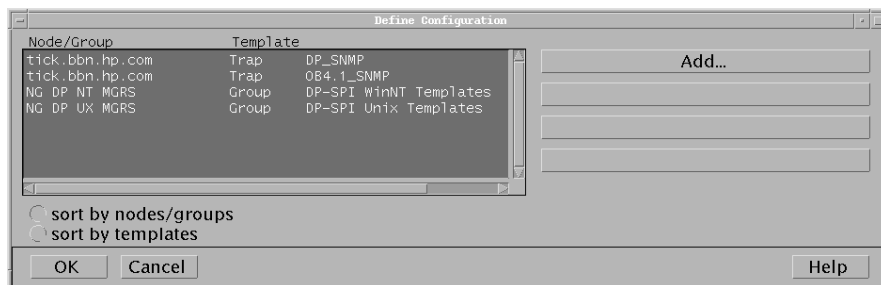 Define Configuration
Node/Group Template
tick.bbn.hp.com Trap DP_SNMP
tick.bbn.hp.com Trap OB4.1_SNMP
NG DP NT MGRS Group DP-SPI WinNT Templates
NG DP UX MGRS Group DP-SPI Unix Templates
Add...
sort by nodes/groups
sort by templates
OK Cancel Help